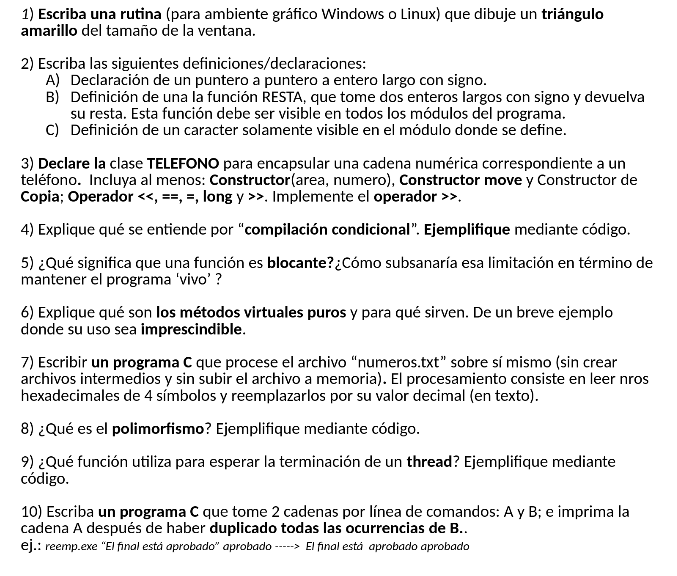 1) Escriba una rutina (para ambiente gráfico Windows o Linux) que dibuje un triángulo
amarillo del tamaño de la ventana.
2) Escriba las siguientes definiciones/declaraciones:
A) Declaración de un puntero a puntero a entero largo con signo.
B) Definición de una la función RESTA, que tome dos enteros largos con signo y devuelva
su resta. Esta función debe ser visible en todos los módulos del programa.
C) Definición de un caracter solamente visible en el módulo donde se define.
3) Declare la clase TELEFONO para encapsular una cadena numérica correspondiente a un
teléfono. Incluya al menos: Constructor(area, numero), Constructor move y Constructor de
Copia; Operador <<, ==, =, long y >>. Implemente el operador >>.
4) Explique qué se entiende por “compilación condicional”. Ejemplifique mediante código.
5) ¿Qué significa que una función es blocante?¿Cómo subsanaría esa limitación en término de
mantener el programa ‘vivo’ ?
6) Explique qué son los métodos virtuales puros y para qué sirven. De un breve ejemplo
donde su uso sea imprescindible.
7) Escribir un programa C que procese el archivo “numeros.txt” sobre sí mismo (sin crear
archivos intermedios y sin subir el archivo a memoria). El procesamiento consiste en leer nros
hexadecimales de 4 símbolos y reemplazarlos por su valor decimal (en texto).
8) ¿Qué es el polimorfismo? Ejemplifique mediante código.
9) ¿Qué función utiliza para esperar la terminación de un thread? Ejemplifique mediante
código.
10) Escriba un programa C que tome 2 cadenas por línea de comandos: A y B; e imprima la
cadena A después de haber duplicado todas las ocurrencias de B..
ej.: reemp.exe “El final está aprobado” aprobado -----> El final está aprobado aprobado